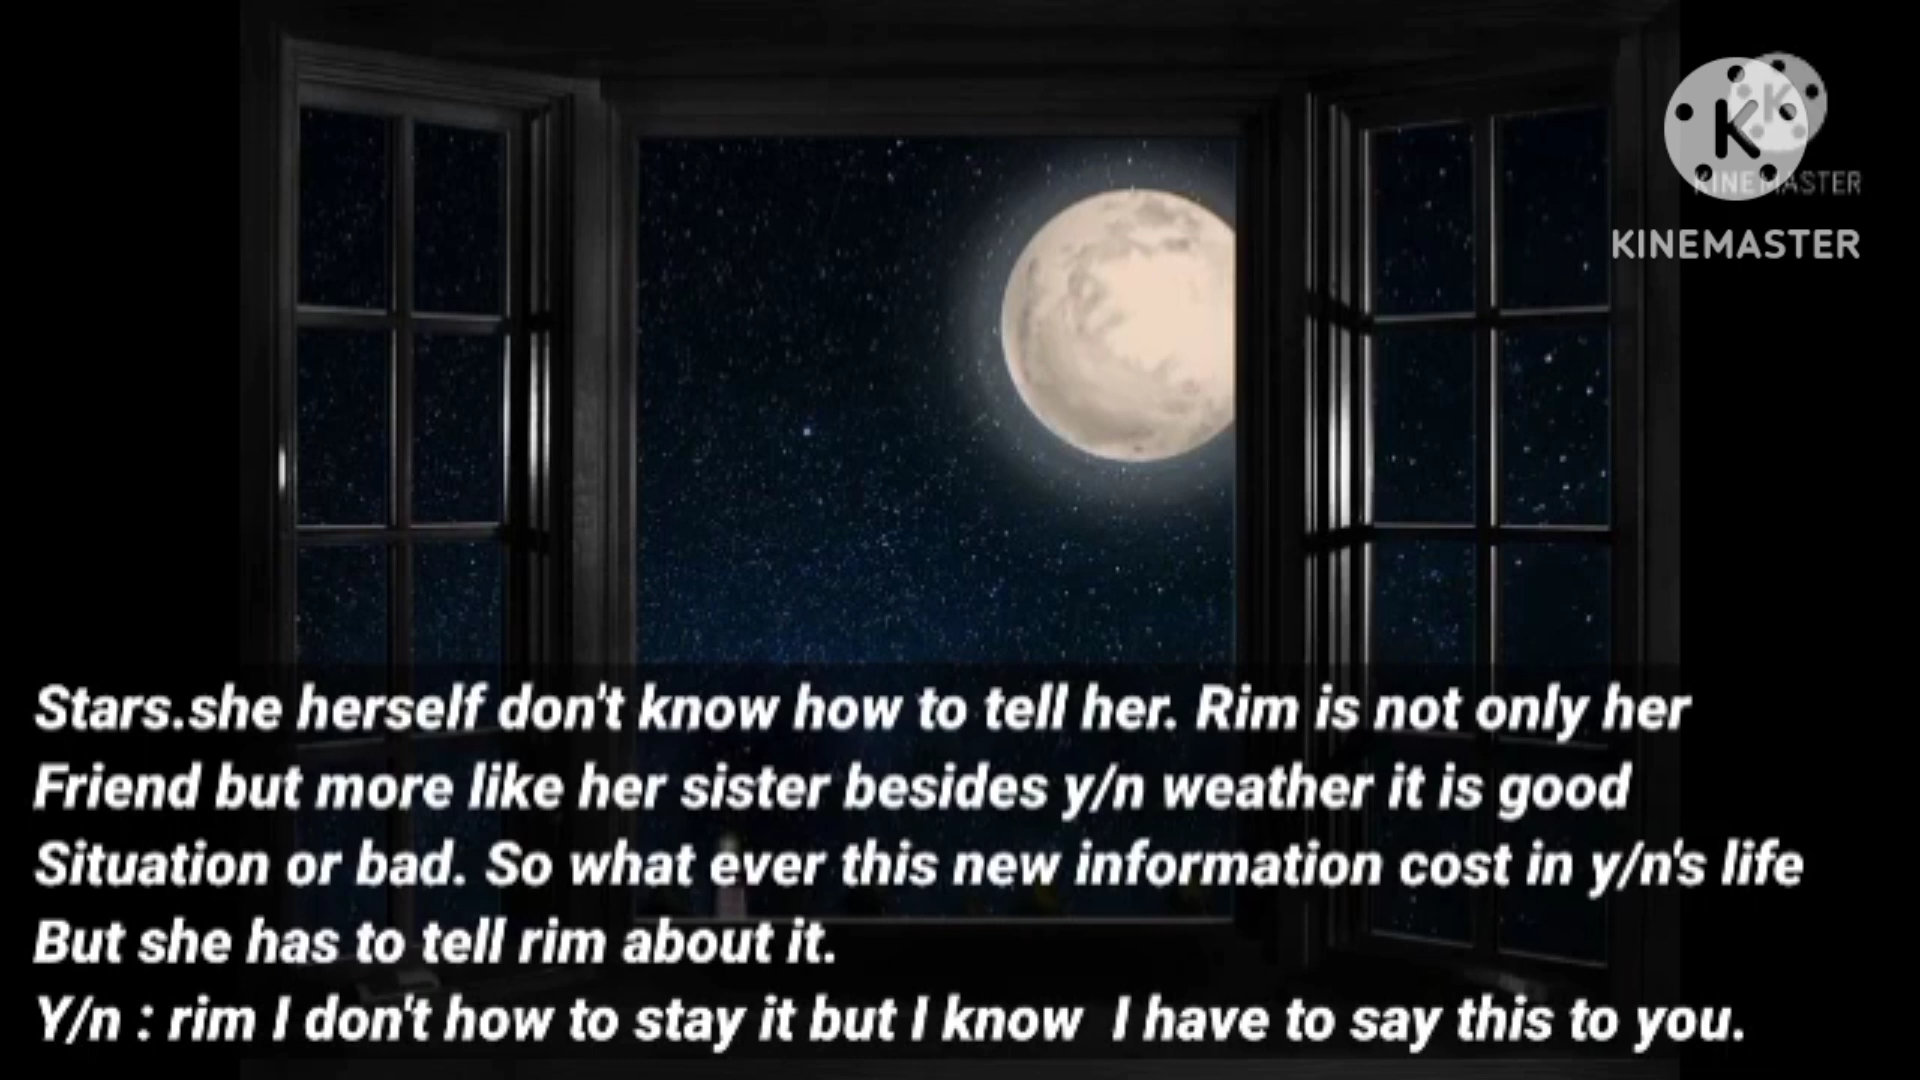 K
K
KINEMASTER
KINEMASTER
Stars.she herself don't know how to tell her. Rim is not only her
Friend but more like her sister besides y/n weather it is good
Situation or bad. So what ever this new information cost in y/n's life
But she has to tell rim about it.
Y/n : rim I don't how to stay it but I know  I have to say this to you.